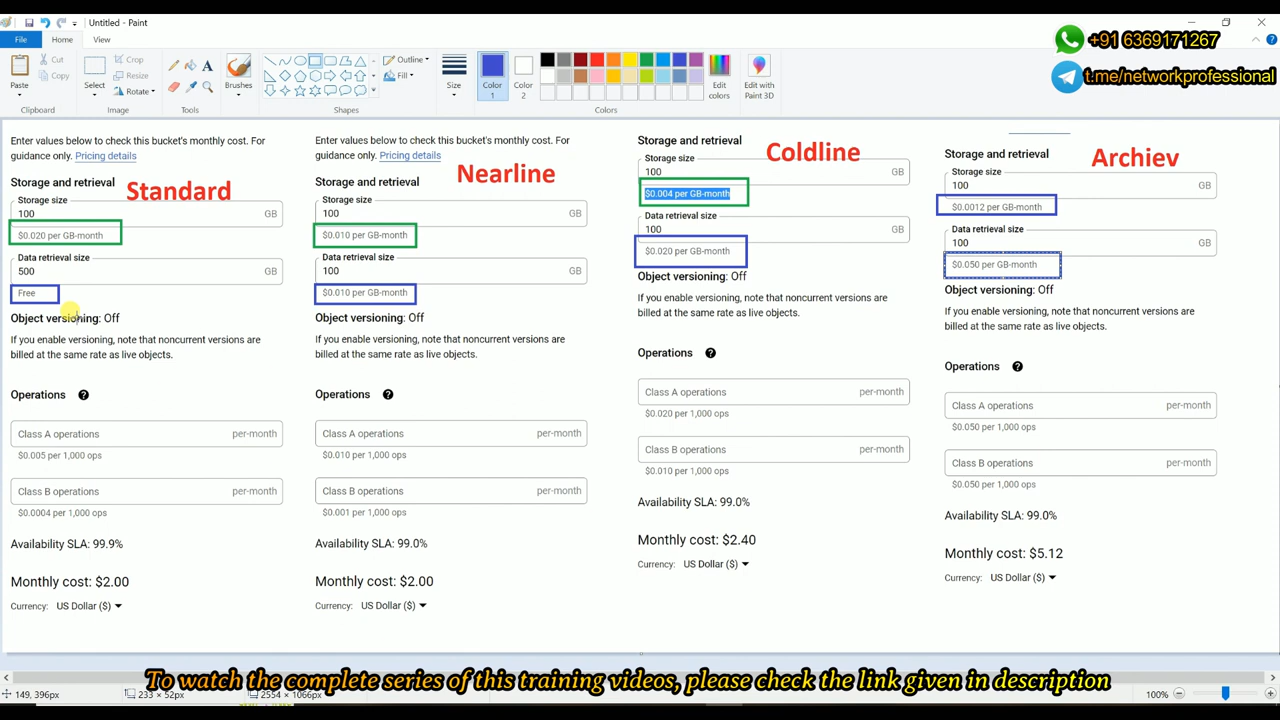 Untitled - Paint
File
Home
View
Paste
Cut
Copy
Clipboard
Select
Crop
Resize
Rotate
Image
Tools
Brushes
Outline
Fill
Shapes
Size
Color
1
Color
2
Edit
colors
Edit with
Paint 3D
Colors
+91 6369171267
t.me/networkprofessional
Enter values below to check this bucket's monthly cost. For
guidance only. Pricing details
Storage and retrieval
Standard
Storage size
100
GB
$0.020 per GB-month
Data retrieval size
500
GB
Free
Object versioning: Off
If you enable versioning, note that noncurrent versions are
billed at the same rate as live objects.
Operations
Class A operations
per-month
$0.005 per 1,000 ops
Class B operations
per-month
$0.0004 per 1,000 ops
Availability SLA: 99.9%
Monthly cost: $2.00
Currency: US Dollar ($)
Enter values below to check this bucket's monthly cost. For
guidance only. Pricing details
Nearline
Storage and retrieval
Storage size
100
GB
$0.010 per GB-month
Data retrieval size
100
GB
$0.010 per GB-month
Object versioning: Off
If you enable versioning, note that noncurrent versions are
billed at the same rate as live objects.
Operations
Class A operations
per-month
$0.010 per 1,000 ops
Class B operations
per-month
$0.001 per 1,000 ops
Availability SLA: 99.0%
Monthly cost: $2.00
Currency: US Dollar ($)
Storage and retrieval
Coldline
Storage size
100
GB
$0.004 per GB-month
Data retrieval size
100
GB
$0.020 per GB-month
Object versioning: Off
If you enable versioning, note that noncurrent versions are
billed at the same rate as live objects.
Operations
Class A operations
per-month
$0.020 per 1,000 ops
Class B operations
per-month
$0.010 per 1,000 ops
Availability SLA: 99.0%
Monthly cost: $2.40
Currency: US Dollar ($)
Storage and retrieval
Archiev
Storage size
100
GB
$0.0012 per GB-month
Data retrieval size
100
GB
$0.050 per GB-month
Object versioning: Off
If you enable versioning, note that noncurrent versions are
billed at the same rate as live objects.
Operations
Class A operations
per-month
$0.050 per 1,000 ops
Class B operations
per-month
$0.050 per 1,000 ops
Availability SLA: 99.0%
Monthly cost: $5.12
Currency: US Dollar ($)
To watch the complete series of this training videos, please check the link given in description
149, 396px
233 × 52px
2554 × 1066px
100%